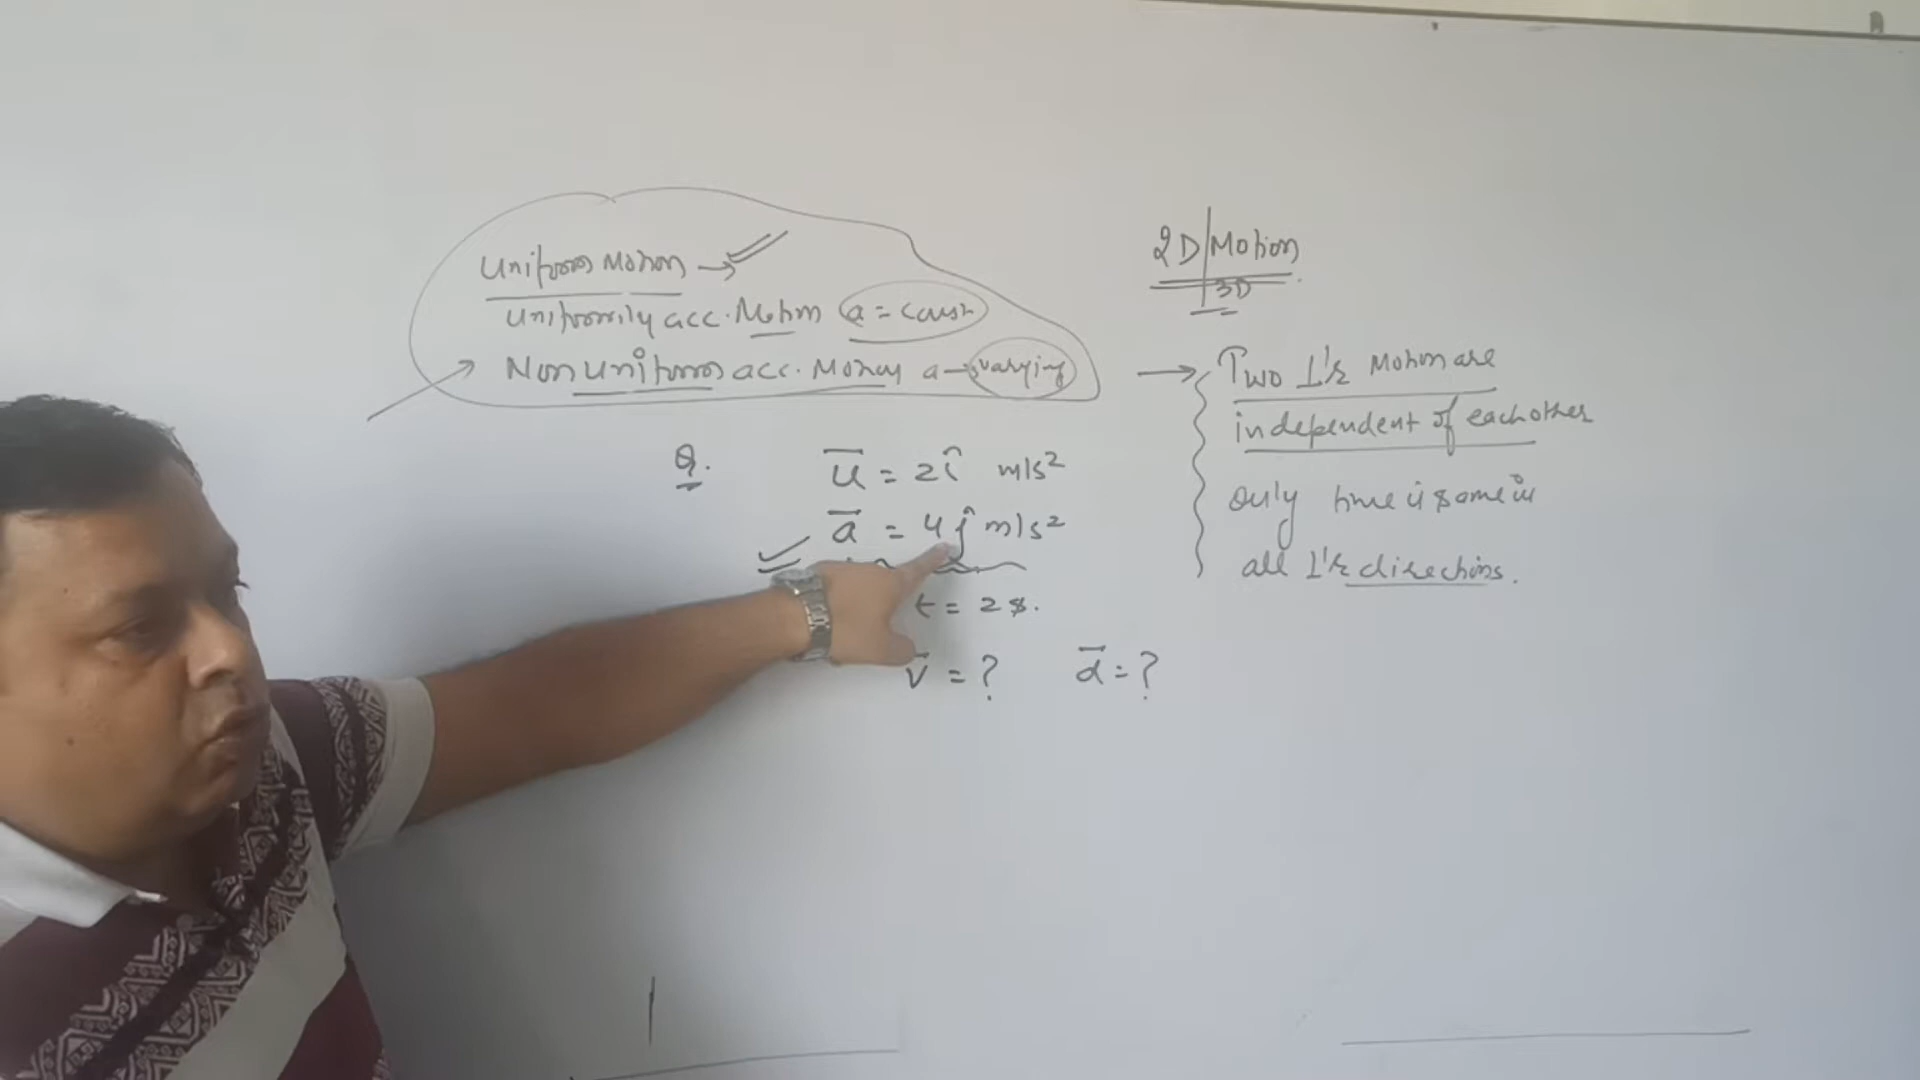 Uniform Motion →
Uniformily acc. Motion a = const
Non uniform acc. Motion a → varying
Q. u = 2î m/s²
a = 4ĵ m/s²
t = 2s.
v = ? d = ?
2D/Motion
3D
→ Two ⊥'r Motion are
independent of each other
only time is same in
all ⊥'r directions.